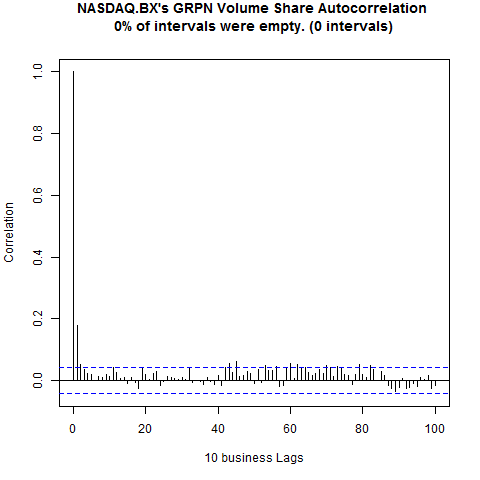 NASDAQ.BX's GRPN Volume Share Autocorrelation
0% of intervals were empty. (0 intervals)
Correlation
1.0
0.8
0.6
0.4
0.2
0.0
0 20 40 60 80 100
10 business Lags